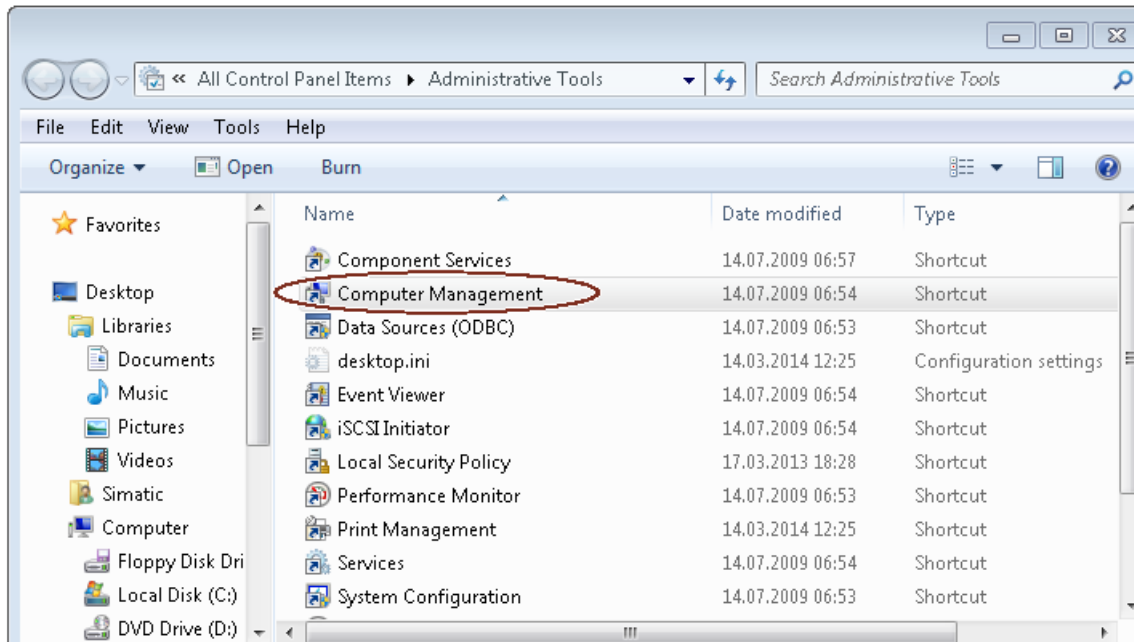 « All Control Panel Items ▸ Administrative Tools
Search Administrative Tools
File Edit View Tools Help
Organize Open Burn
Favorites
Desktop
Libraries
Documents
Music
Pictures
Videos
Simatic
Computer
Floppy Disk Dri
Local Disk (C:)
DVD Drive (D:)
Name Date modified Type
Component Services 14.07.2009 06:57 Shortcut
Computer Management 14.07.2009 06:54 Shortcut
Data Sources (ODBC) 14.07.2009 06:53 Shortcut
desktop.ini 14.03.2014 12:25 Configuration settings
Event Viewer 14.07.2009 06:54 Shortcut
iSCSI Initiator 14.07.2009 06:54 Shortcut
Local Security Policy 17.03.2013 18:28 Shortcut
Performance Monitor 14.07.2009 06:53 Shortcut
Print Management 14.03.2014 12:25 Shortcut
Services 14.07.2009 06:54 Shortcut
System Configuration 14.07.2009 06:53 Shortcut